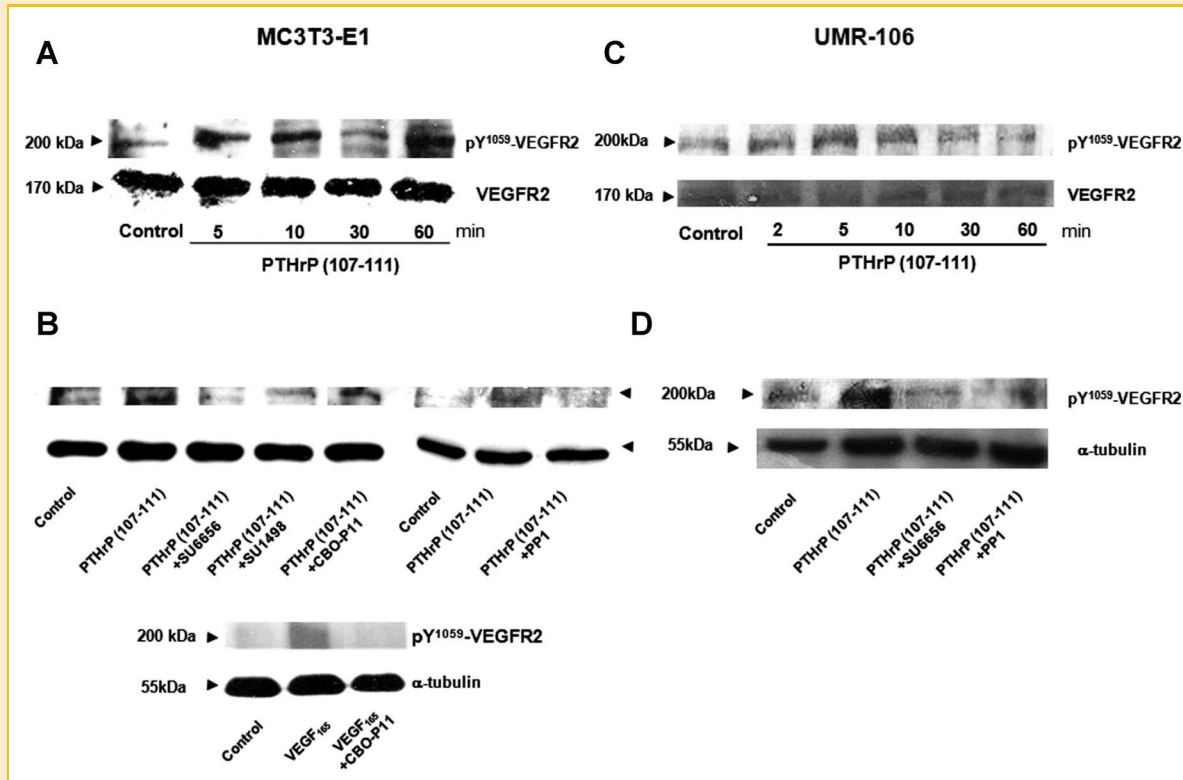 MC3T3-E1
UMR-106
A
C
200 kDa
pY¹⁰⁵⁹-VEGFR2
170 kDa
VEGFR2
Control 5 10 30 60 min
PTHrP (107-111)
200kDa
pY¹⁰⁵⁹-VEGFR2
170 kDa
VEGFR2
Control 2 5 10 30 60 min
PTHrP (107-111)
B
D
200kDa
pY¹⁰⁵⁹-VEGFR2
55kDa
α-tubulin
Control
PTHrP (107-111)
PTHrP (107-111)
+SU6656
PTHrP (107-111)
+SU1498
PTHrP (107-111)
+CBO-P11
Control
PTHrP (107-111)
PTHrP (107-111)
+PP1
Control
PTHrP (107-111)
PTHrP (107-111)
+SU6656
PTHrP (107-111)
+PP1
200 kDa
pY¹⁰⁵⁹-VEGFR2
55kDa
α-tubulin
Control
VEGF₁₆₅
VEGF₁₆₅
+CBO-P11